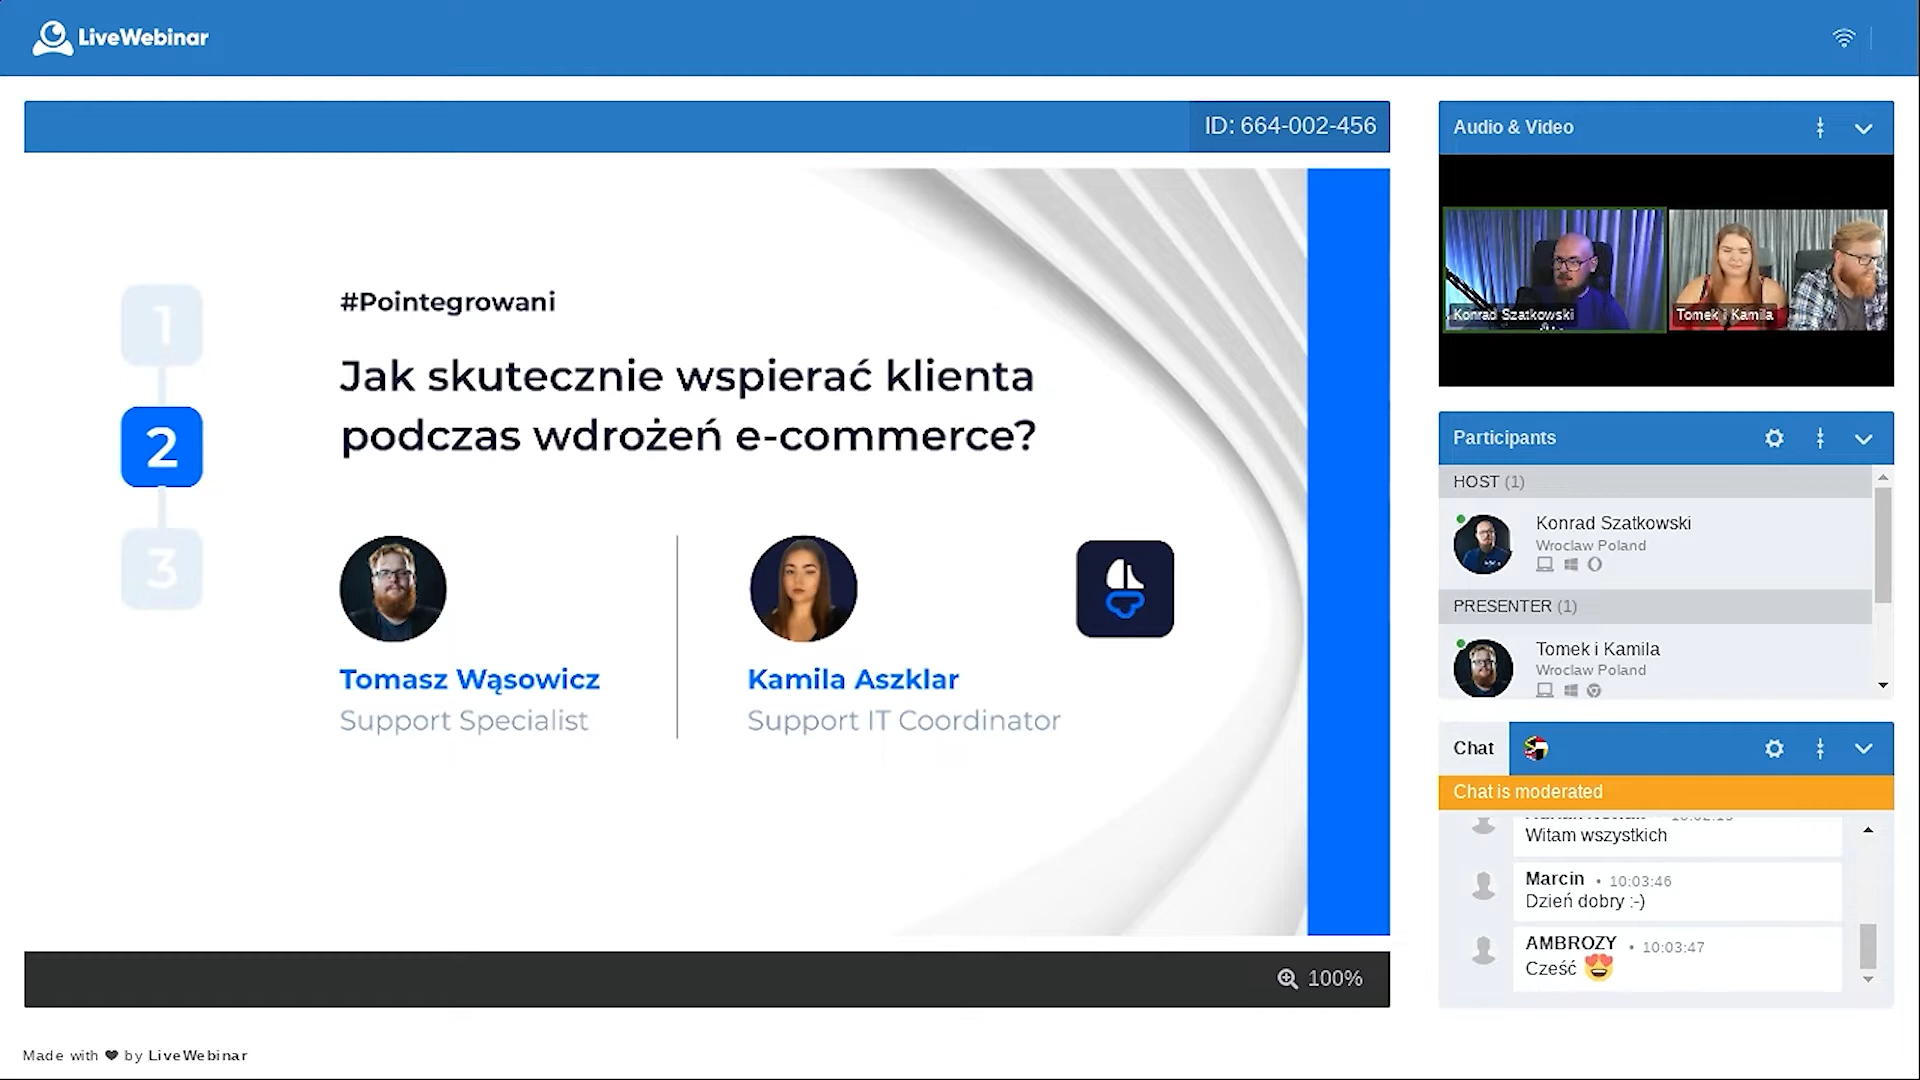 LiveWebinar
ID: 664-002-456
1
2
3
#Pointegrowani
Jak skutecznie wspierać klienta
podczas wdrożeń e-commerce?
Tomasz Wąsowicz
Support Specialist
Kamila Aszklar
Support IT Coordinator
100%
Made with ❤ by LiveWebinar
Audio & Video
Konrad Szatkowski
Tomek i Kamila
Participants
HOST (1)
Konrad Szatkowski
Wroclaw Poland
PRESENTER (1)
Tomek i Kamila
Wroclaw Poland
Chat
Chat is moderated
Witam wszystkich
Marcin • 10:03:46
Dzień dobry :-)
AMBROZY • 10:03:47
Cześć 😍